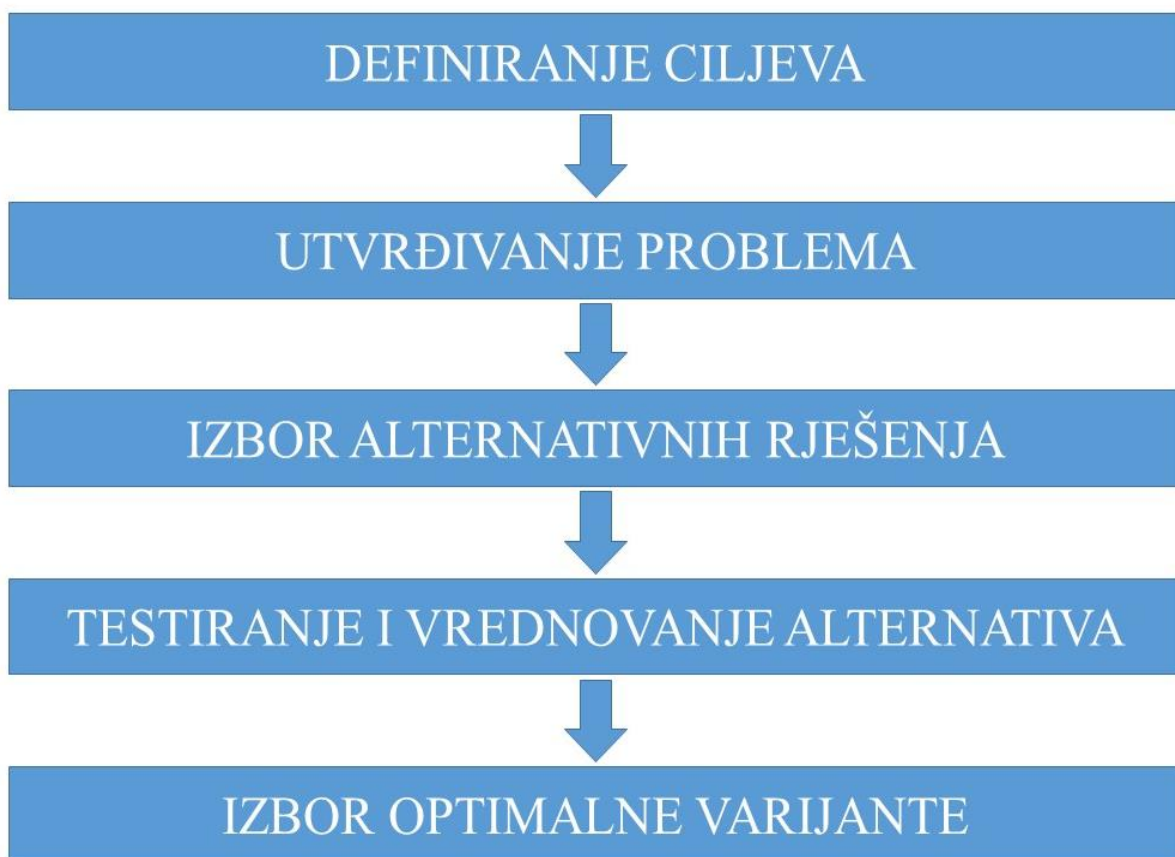 DEFINIRANJE CILJEVA
UTVRĐIVANJE PROBLEMA
IZBOR ALTERNATIVNIH RJEŠENJA
TESTIRANJE I VREDNOVANJE ALTERNATIVA
IZBOR OPTIMALNE VARIJANTE